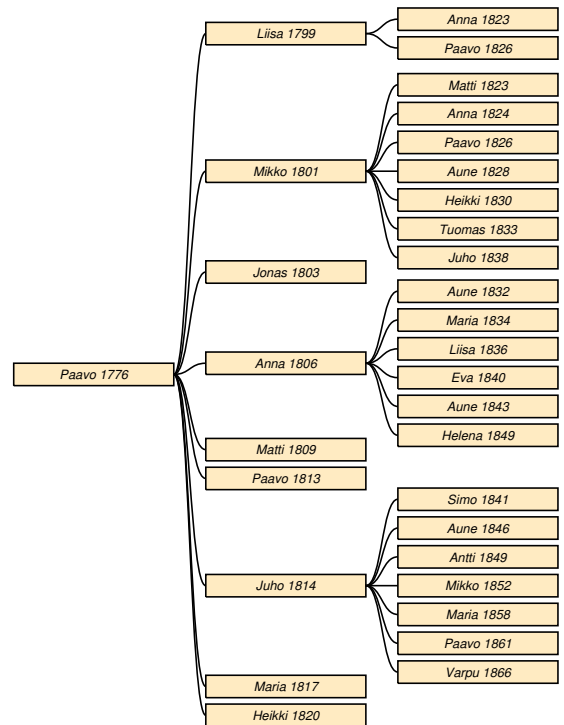 Paavo 1776
Liisa 1799
Anna 1823
Paavo 1826
Mikko 1801
Matti 1823
Anna 1824
Paavo 1826
Aune 1828
Heikki 1830
Tuomas 1833
Juho 1838
Jonas 1803
Anna 1806
Aune 1832
Maria 1834
Liisa 1836
Eva 1840
Aune 1843
Helena 1849
Matti 1809
Paavo 1813
Juho 1814
Simo 1841
Aune 1846
Antti 1849
Mikko 1852
Maria 1858
Paavo 1861
Varpu 1866
Maria 1817
Heikki 1820